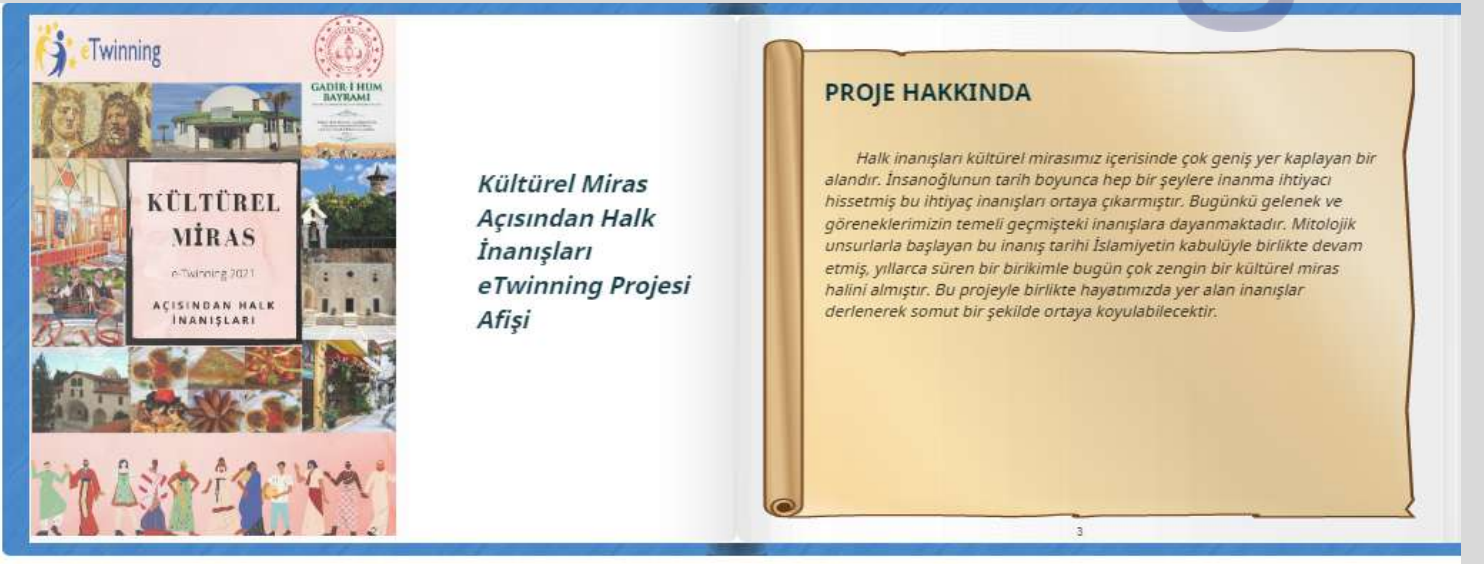 eTwinning
GADİR-İ HUM
BAYRAMI
KÜLTÜREL
MİRAS
e-Twinning 2021
AÇISINDAN HALK
İNANIŞLARI
2
Kültürel Miras
Açısından Halk
İnanışları
eTwinning Projesi
Afişi
PROJE HAKKINDA
Halk inanışları kültürel mirasımız içerisinde çok geniş yer kaplayan bir
alandır. İnsanoğlunun tarih boyunca hep bir şeylere inanma ihtiyacı
hissetmiş bu ihtiyaç inanışları ortaya çıkarmıştır. Bugünkü gelenek ve
göreneklerimizin temeli geçmişteki inanışlara dayanmaktadır. Mitolojik
unsurlarla başlayan bu inanış tarihi İslamiyetin kabulüyle birlikte devam
etmiş, yıllarca süren bir birikimle bugün çok zengin bir kültürel miras
halini almıştır. Bu projeyle birlikte hayatımızda yer alan inanışlar
derlenerek somut bir şekilde ortaya koyulabilecektir.
3